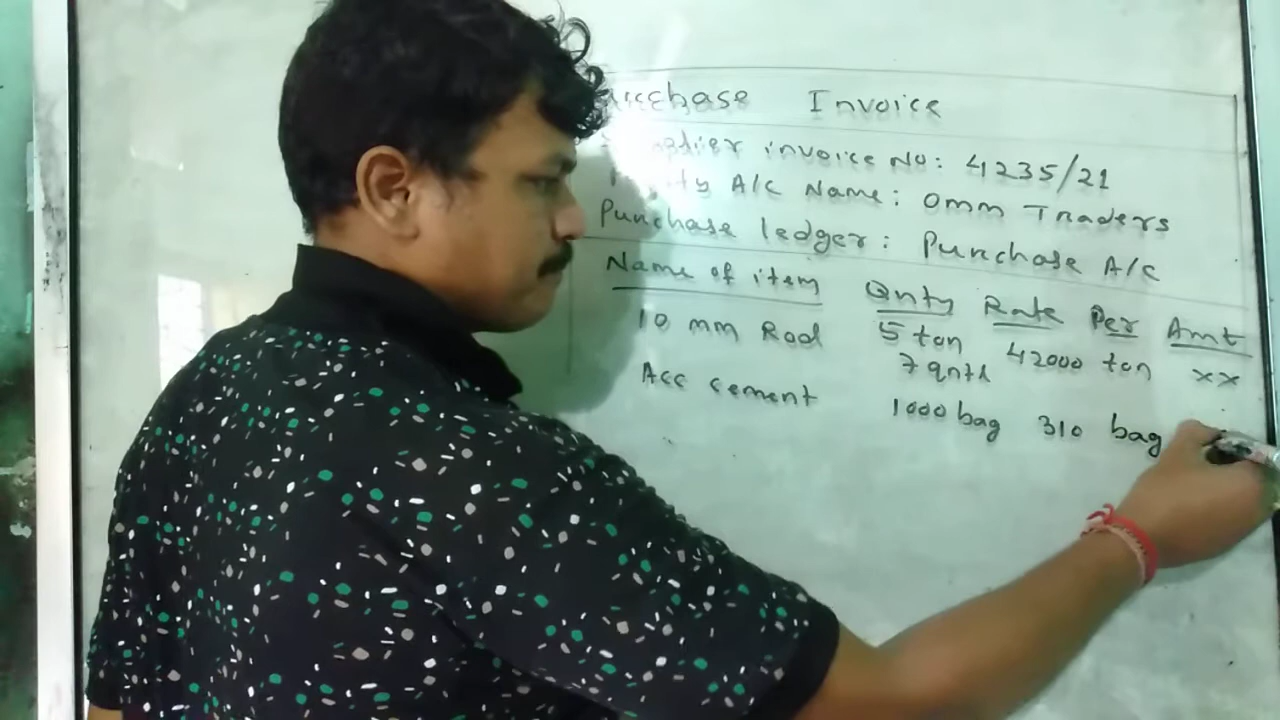 Invoice
invoice No: 4235/21
A/c Name: Omm Traders
Purchase ledger: Purchase A/c
Name of item Qnty Rate Per Amt
10 mm Rod 5 ton 42000 ton xx
7 qntl
Acc cement 1000 bag 310 bag